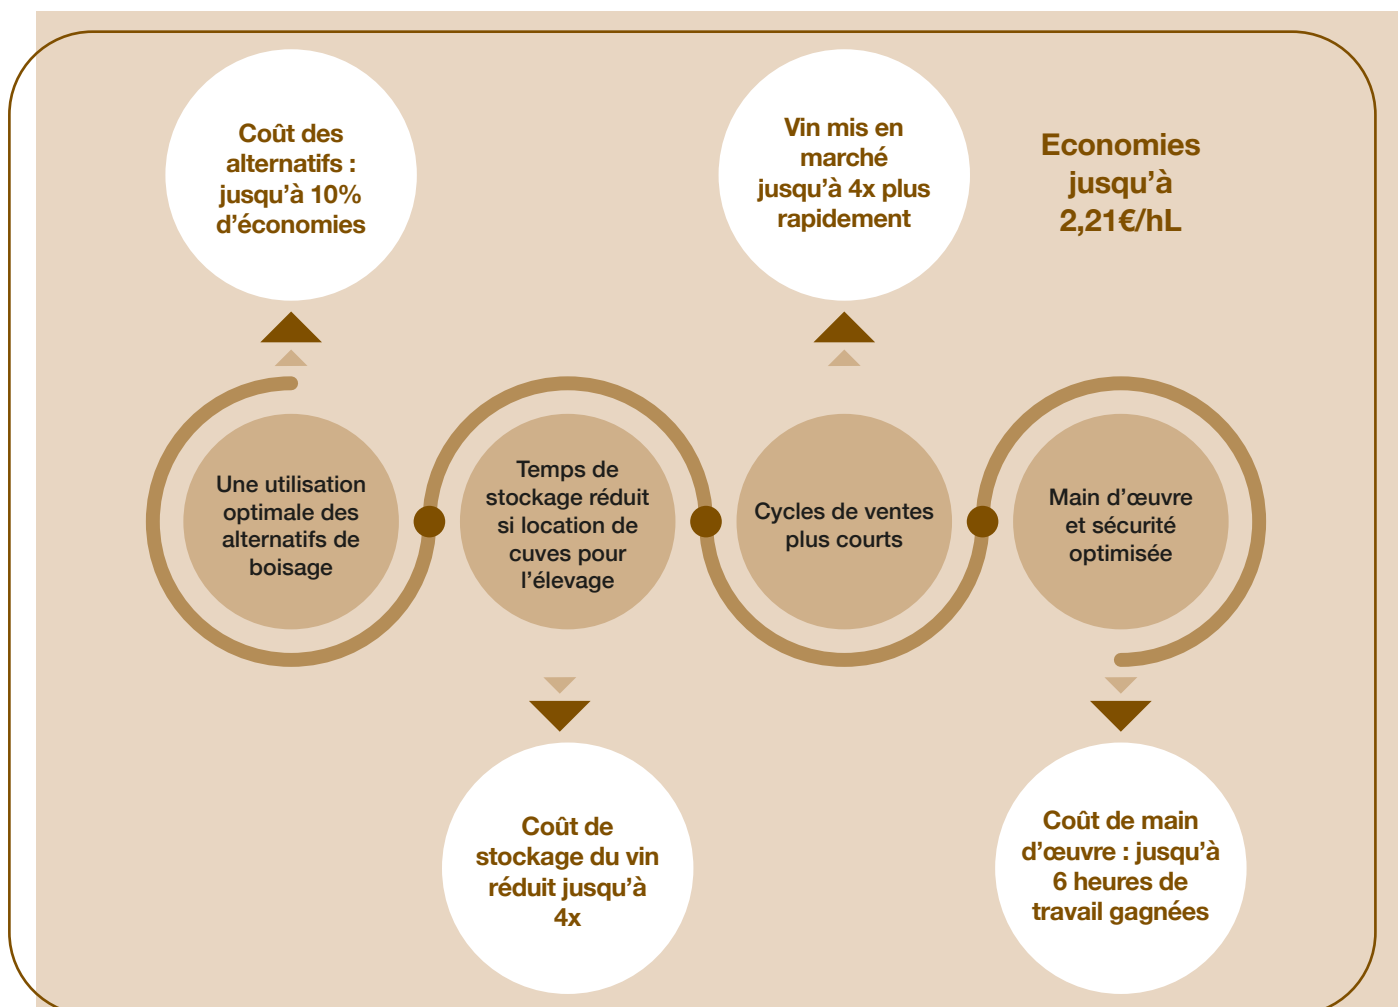 Coût des
alternatifs :
jusqu'à 10%
d'économies
Vin mis en
marché
jusqu'à 4x plus
rapidement
Economies
jusqu'à
2,21€/hL
Une utilisation
optimale des
alternatifs de
boisage
Temps de
stockage réduit
si location de
cuves pour
l'élevage
Cycles de ventes
plus courts
Main d'œuvre
et sécurité
optimisée
Coût de
stockage du vin
réduit jusqu'à
4x
Coût de main
d'œuvre : jusqu'à
6 heures de
travail gagnées